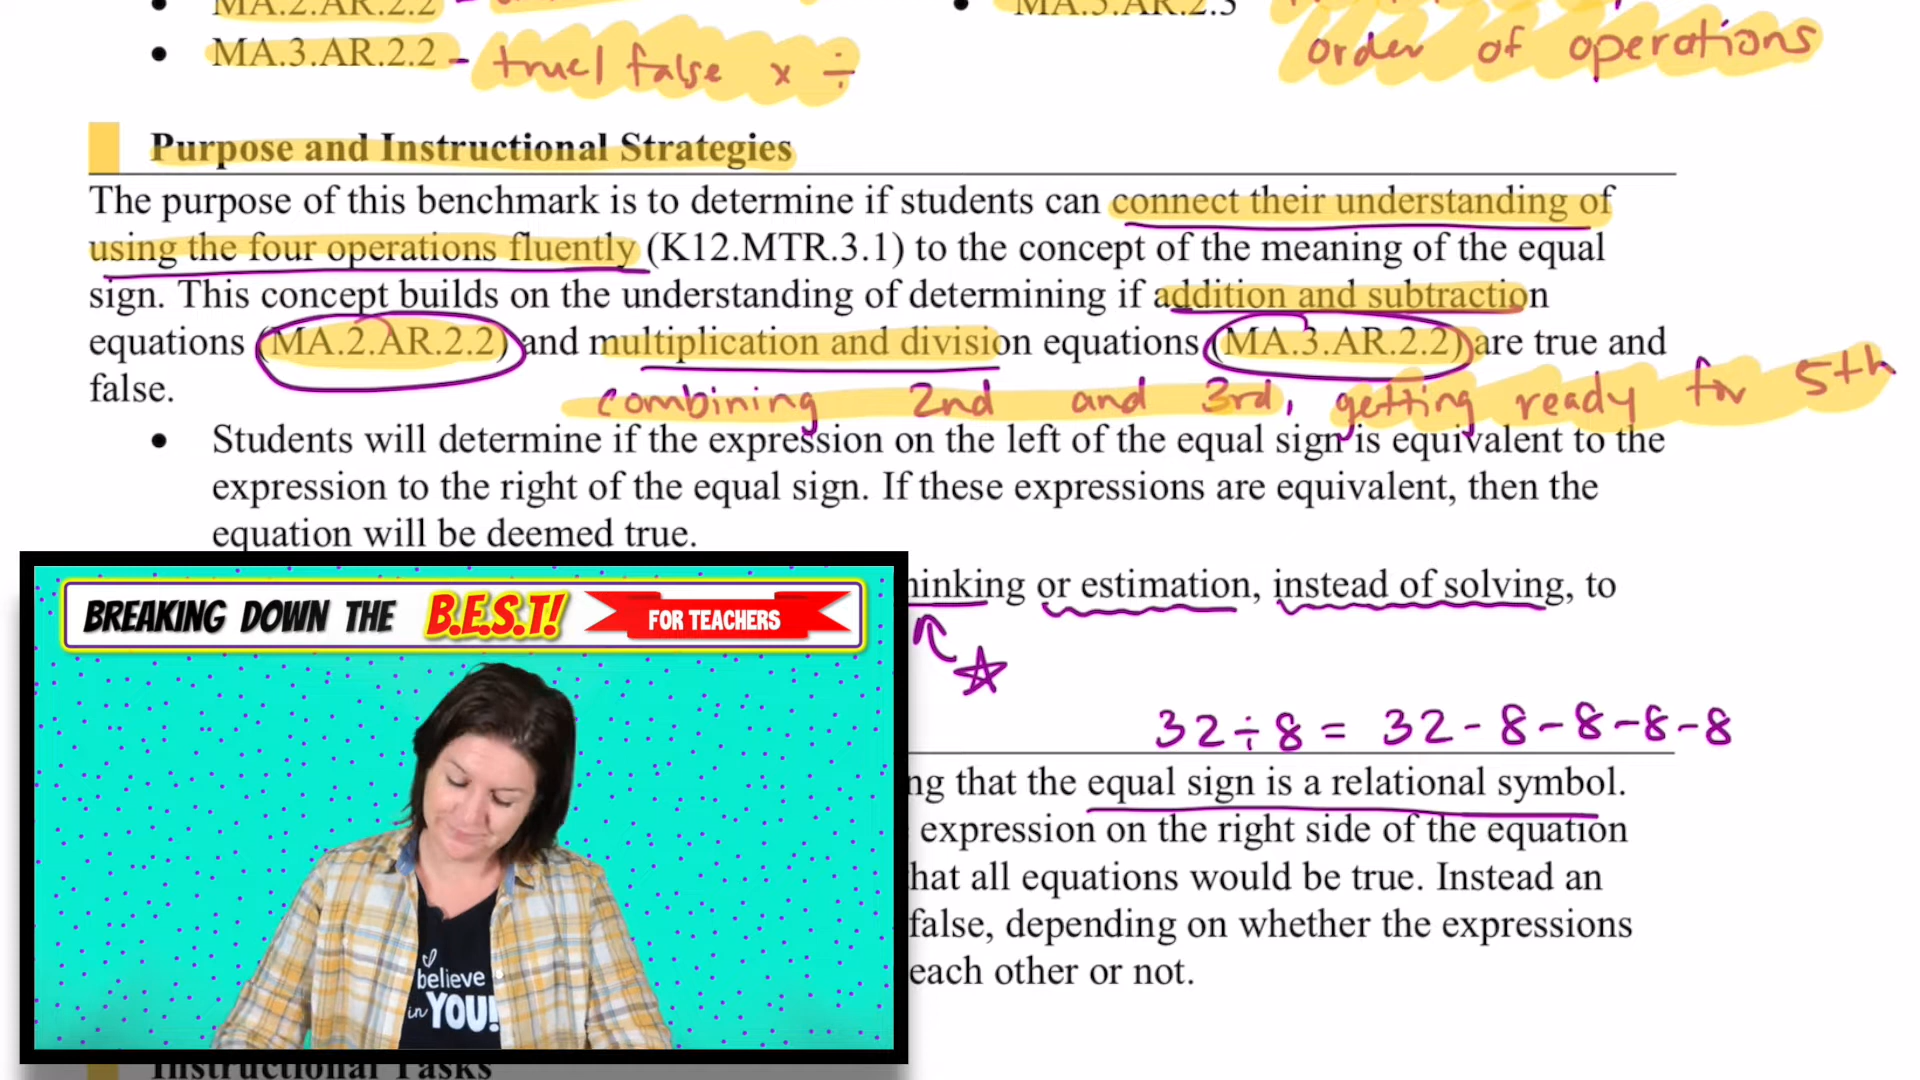 MA.2.AR.2.2 -
MA.5.AR.2.3
MA.3.AR.2.2 - true/false x ÷
order of operations
Purpose and Instructional Strategies
The purpose of this benchmark is to determine if students can connect their understanding of
using the four operations fluently (K12.MTR.3.1) to the concept of the meaning of the equal
sign. This concept builds on the understanding of determining if addition and subtraction
equations (MA.2.AR.2.2) and multiplication and division equations (MA.3.AR.2.2) are true and
false.
combining 2nd and 3rd, getting ready for 5th
Students will determine if the expression on the left of the equal sign is equivalent to the
expression to the right of the equal sign. If these expressions are equivalent, then the
equation will be deemed true.
hinking or estimation, instead of solving, to
32÷8 = 32-8-8-8-8
ng that the equal sign is a relational symbol.
expression on the right side of the equation
hat all equations would be true. Instead an
false, depending on whether the expressions
each other or not.
BREAKING DOWN THE B.E.S.T! FOR TEACHERS
believe
in YOU!
Instructional Tasks